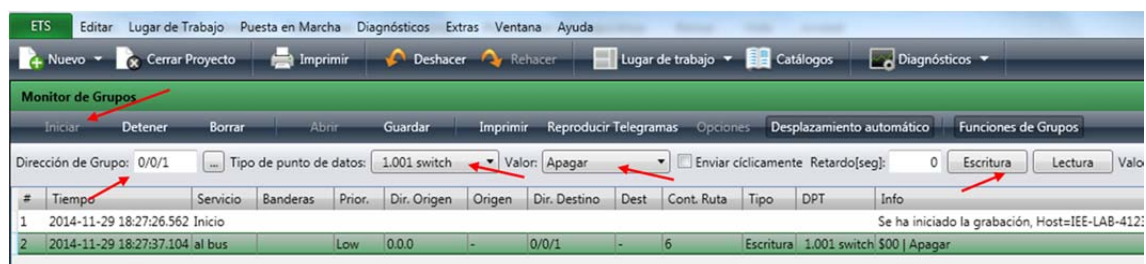 ETS Editar Lugar de Trabajo Puesta en Marcha Diagnósticos Extras Ventana Ayuda
Nuevo Cerrar Proyecto Imprimir Deshacer Rehacer Lugar de trabajo Catálogos Diagnósticos
Monitor de Grupos
Iniciar Detener Borrar Abrir Guardar Imprimir Reproducir Telegramas Opciones Desplazamiento automático Funciones de Grupos
Dirección de Grupo: 0/0/1 ... Tipo de punto de datos: 1.001 switch Valor: Apagar Enviar cíclicamente Retardo[seg]: 0 Escritura Lectura Valo
# Tiempo Servicio Banderas Prior. Dir. Origen Origen Dir. Destino Dest Cont. Ruta Tipo DPT Info
1 2014-11-29 18:27:26.562 Inicio Se ha iniciado la grabación, Host=IEE-LAB-4123
2 2014-11-29 18:27:37.104 al bus Low 0.0.0 - 0/0/1 - 6 Escritura 1.001 switch $00 | Apagar